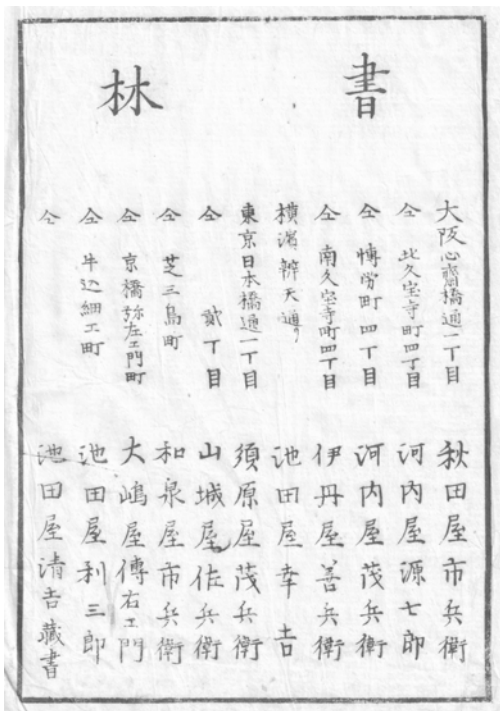 書林
大阪心齋橋通一丁目 秋田屋市兵衛
仝 北久宝寺町四丁目 河内屋源七郎
仝 博労町四丁目 河内屋茂兵衛
仝 南久宝寺町四丁目 伊丹屋善兵衛
横濱辨天通り 池田屋幸吉
東京日本橋通一丁目 須原屋茂兵衛
仝 貮丁目 山城屋佐兵衛
仝 芝三島町 和泉屋市兵衛
仝 京橋弥左エ門町 大嶋屋傳右エ門
仝 牛込細工町 池田屋利三郎
仝 池田屋清吉藏書